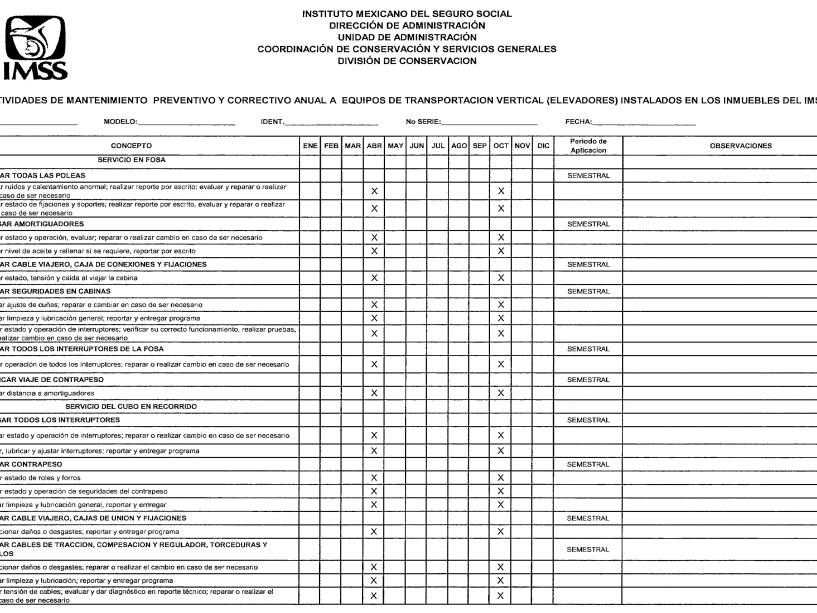 INSTITUTO MEXICANO DEL SEGURO SOCIAL
DIRECCIÓN DE ADMINISTRACIÓN
UNIDAD DE ADMINISTRACIÓN
COORDINACIÓN DE CONSERVACIÓN Y SERVICIOS GENERALES
DIVISIÓN DE CONSERVACION
IMSS
TIVIDADES DE MANTENIMIENTO PREVENTIVO Y CORRECTIVO ANUAL A EQUIPOS DE TRANSPORTACION VERTICAL (ELEVADORES) INSTALADOS EN LOS INMUEBLES DEL IMS
MODELO: IDENT. No SERIE: FECHA:
CONCEPTO ENE FEB MAR ABR MAY JUN JUL AGO SEP OCT NOV DIC Periodo de Aplicacion OBSERVACIONES
SERVICIO EN FOSA
AR TODAS LAS POLEAS SEMESTRAL
r ruidos y calentamiento anormal; realizar reporte por escrito; evaluar y reparar o realizar X X
caso de ser necesario
r estado de fijaciones y soportes; realizar reporte por escrito, evaluar y reparar o realizar X X
caso de ser necesario
SAR AMORTIGUADORES SEMESTRAL
r estado y operación, evaluar; reparar o realizar cambio en caso de ser necesario X X
r nivel de aceite y rellenar si se requiere, reportar por escrito X X
AR CABLE VIAJERO, CAJA DE CONEXIONES Y FIJACIONES SEMESTRAL
r estado, tensión y caida al viajar la cabina X X
AR SEGURIDADES EN CABINAS SEMESTRAL
ar ajuste de cuñas; reparar o cambiar en caso de ser necesario X X
ar limpieza y lubricación general; reportar y entregar programa X X
r estado y operación de interruptores; verificar su correcto funcionamiento, realizar pruebas, X X
ealizar cambio en caso de ser necesario
AR TODOS LOS INTERRUPTORES DE LA FOSA SEMESTRAL
r operación de todos los interruptores; reparar o realizar cambio en caso de ser necesario X X
ICAR VIAJE DE CONTRAPESO SEMESTRAL
ar distancia a amortiguadores X X
SERVICIO DEL CUBO EN RECORRIDO
SAR TODOS LOS INTERRUPTORES SEMESTRAL
ar estado y operación de interruptores; reparar o realizar cambio en caso de ser necesario X X
r, lubricar y ajustar interruptores; reportar y entregar programa X X
AR CONTRAPESO SEMESTRAL
r estado de roles y forros X X
r estado y operación de seguridades del contrapeso X X
ar limpieza y lubricación general, reportar y entregar X X
AR CABLE VIAJERO, CAJAS DE UNION Y FIJACIONES SEMESTRAL
cionar daños o desgastes; reportar y entregar programa X X
AR CABLES DE TRACCION, COMPESACION Y REGULADOR, TORCEDURAS Y SEMESTRAL
LOS
cionar daños o desgastes; reparar o realizar el cambio en caso de ser necesario X X
ar limpieza y lubricación; reportar y entregar programa X X
r tensión de cables; evaluar y dar diagnóstico en reporte técnico; reparar o realizar el X X
caso de ser necesario